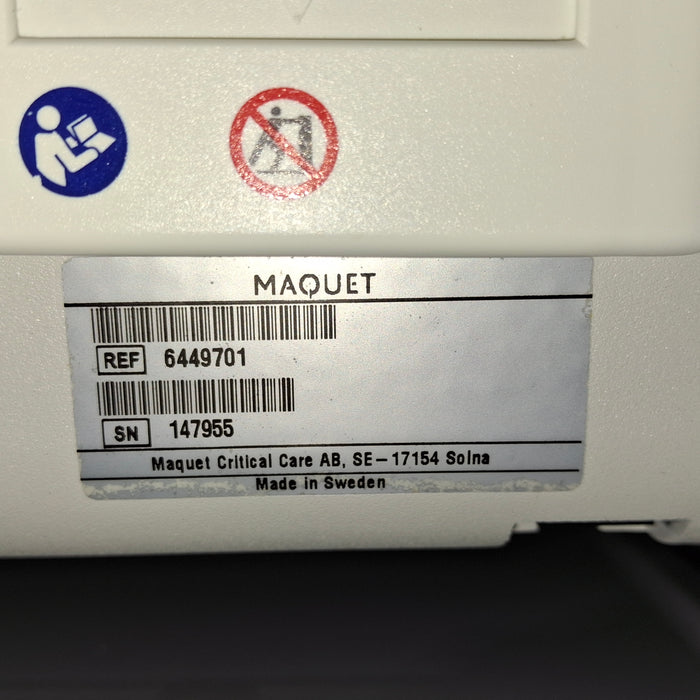 MAQUET
REF 6449701
SN 147955
Maquet Critical Care AB, SE-17154 Solna
Made in Sweden